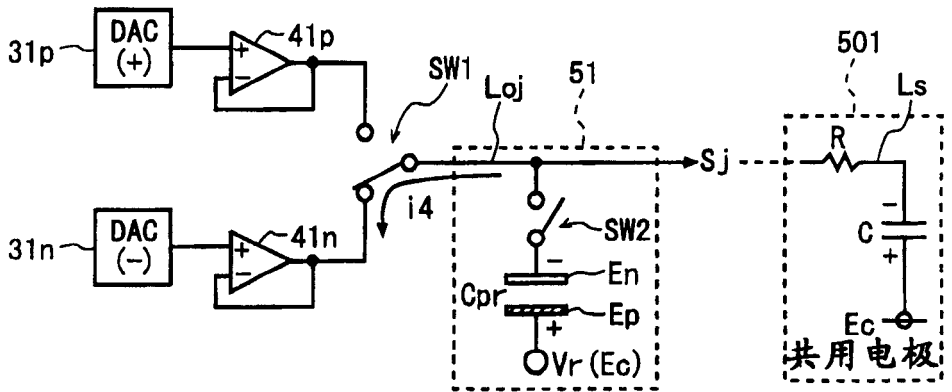 31p
DAC
(+)
+
−
41p
SW1
Loj
51
501
Ls
Sj
R
−
C
+
i4
SW2
31n
DAC
(−)
+
−
41n
−
En
Cpr
Ep
+
Vr(Ec)
Ec
共用电极